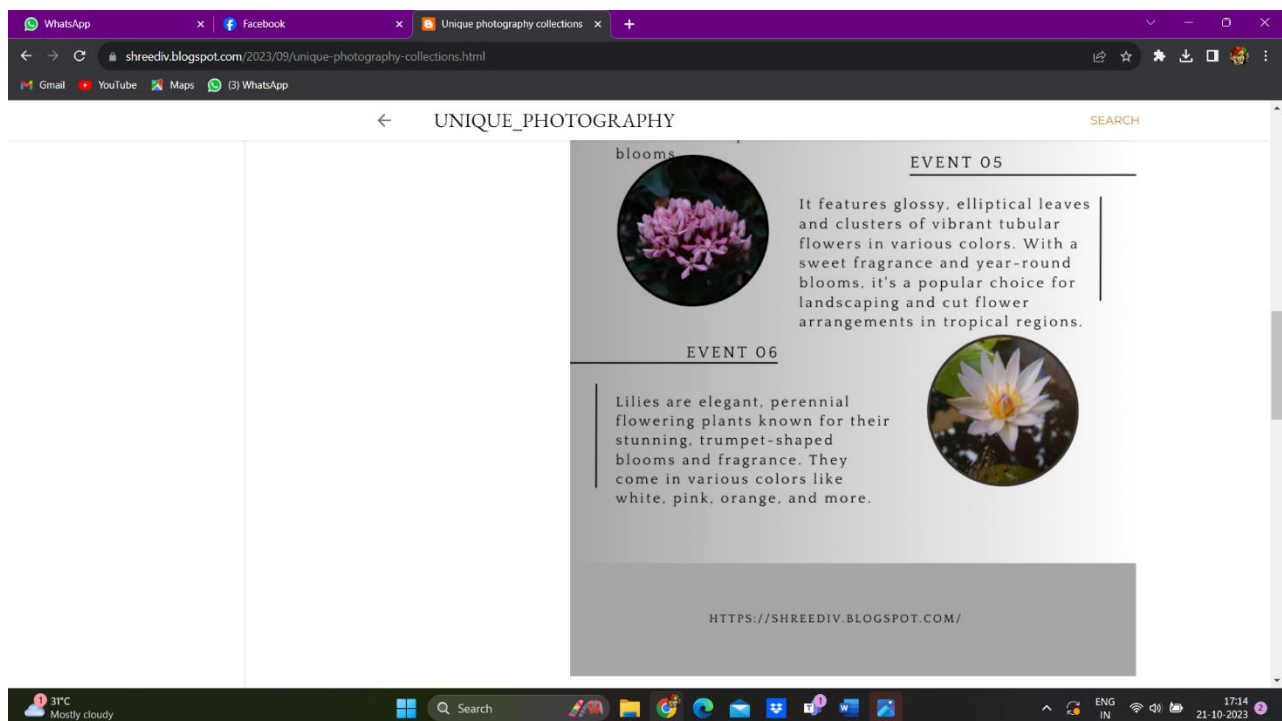 WhatsApp
Facebook
Unique photography collections
shreediv.blogspot.com/2023/09/unique-photography-collections.html
Gmail
YouTube
Maps
(3) WhatsApp
UNIQUE_PHOTOGRAPHY
SEARCH
blooms
EVENT 05
It features glossy, elliptical leaves
and clusters of vibrant tubular
flowers in various colors. With a
sweet fragrance and year-round
blooms, it's a popular choice for
landscaping and cut flower
arrangements in tropical regions.
EVENT 06
Lilies are elegant, perennial
flowering plants known for their
stunning, trumpet-shaped
blooms and fragrance. They
come in various colors like
white, pink, orange, and more.
HTTPS://SHREEDIV.BLOGSPOT.COM/
1
31°C
Mostly cloudy
Search
1
ENG
IN
17:14
21-10-2023
2